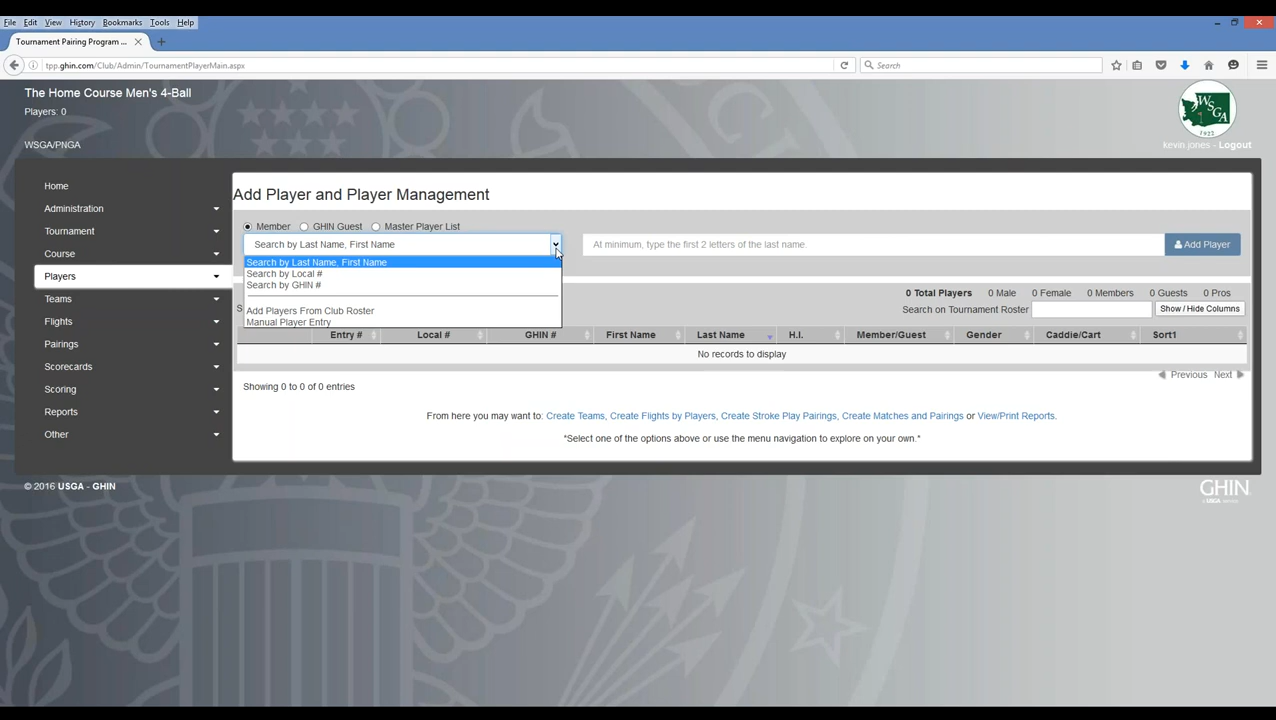 File Edit View History Bookmarks Tools Help
Tournament Pairing Program ...
tpp.ghin.com/Club/Admin/TournamentPlayerMain.aspx
Search
The Home Course Men's 4-Ball
Players: 0
WSGA/PNGA
WSGA
1922
kevin jones - Logout
Home
Administration
Tournament
Course
Players
Teams
Flights
Pairings
Scorecards
Scoring
Reports
Other
Add Player and Player Management
Member GHIN Guest Master Player List
Search by Last Name, First Name
At minimum, type the first 2 letters of the last name.
Add Player
Search by Last Name, First Name
Search by Local #
Search by GHIN #
Add Players From Club Roster
Manual Player Entry
0 Total Players 0 Male 0 Female 0 Members 0 Guests 0 Pros
Search on Tournament Roster
Show / Hide Columns
Entry # Local # GHIN # First Name Last Name H.I. Member/Guest Gender Caddie/Cart Sort1
No records to display
Previous Next
Showing 0 to 0 of 0 entries
From here you may want to: Create Teams, Create Flights by Players, Create Stroke Play Pairings, Create Matches and Pairings or View/Print Reports.
*Select one of the options above or use the menu navigation to explore on your own.*
© 2016 USGA - GHIN
GHIN